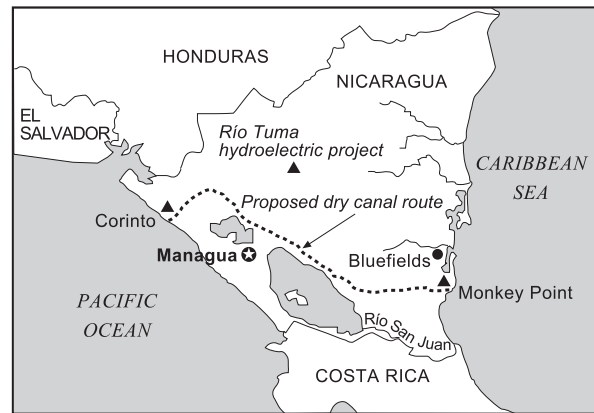 HONDURAS
NICARAGUA
EL
SALVADOR
Río Tuma
hydroelectric project
CARIBBEAN
SEA
Proposed dry canal route
Corinto
Managua
Bluefields
Monkey Point
PACIFIC
OCEAN
Río San Juan
COSTA RICA